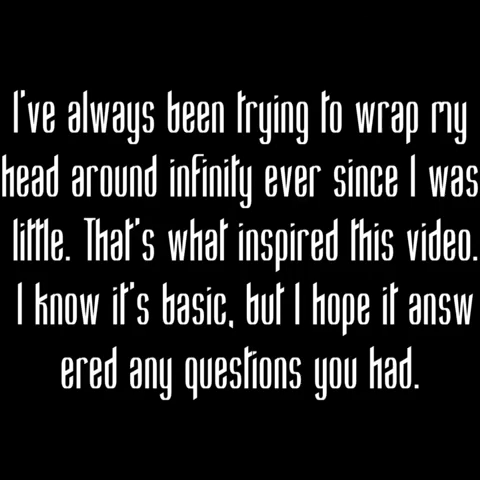 I've always been trying to wrap my
head around infinity ever since I was
little. That's what inspired this video.
I know it's basic, but I hope it answ
ered any questions you had.